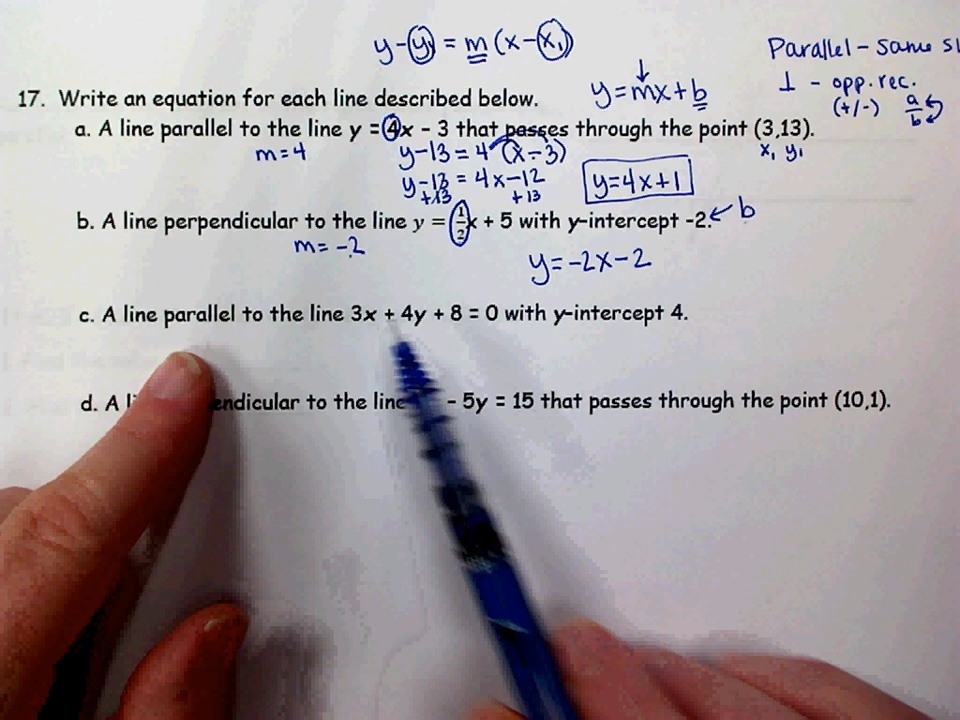 y-y₁ = m(x-x₁)
Parallel - same
⊥ - opp. rec.
(+/-) a/b
17. Write an equation for each line described below.
y=mx+b
a. A line parallel to the line y = 4x - 3 that passes through the point (3,13).
m=4
x₁ y₁
y-13 = 4(x-3)
y-13 = 4x-12
+13 +13
y=4x+1
b. A line perpendicular to the line y = 1/2x + 5 with y-intercept -2. ← b
m= -2
y= -2x-2
c. A line parallel to the line 3x + 4y + 8 = 0 with y-intercept 4.
d. A to the line - 5y = 15 that passes through the point (10,1).